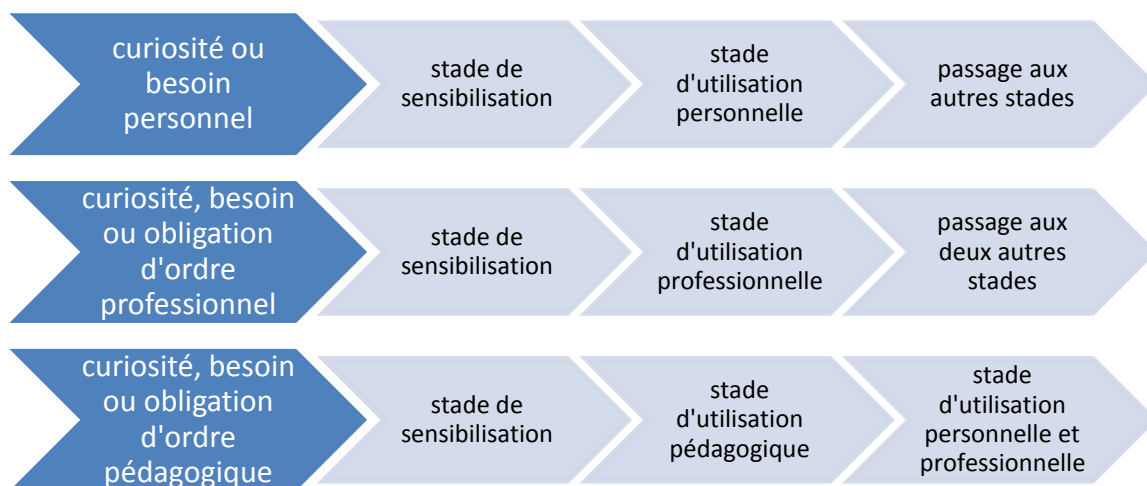 curiosité ou
besoin
personnel
stade de
sensibilisation
stade
d'utilisation
personnelle
passage aux
autres stades
curiosité, besoin
ou obligation
d'ordre
professionnel
stade de
sensibilisation
stade
d'utilisation
professionnelle
passage aux
deux autres
stades
curiosité, besoin
ou obligation
d'ordre
pédagogique
stade de
sensibilisation
stade
d'utilisation
pédagogique
stade
d'utilisation
personnelle et
professionnelle